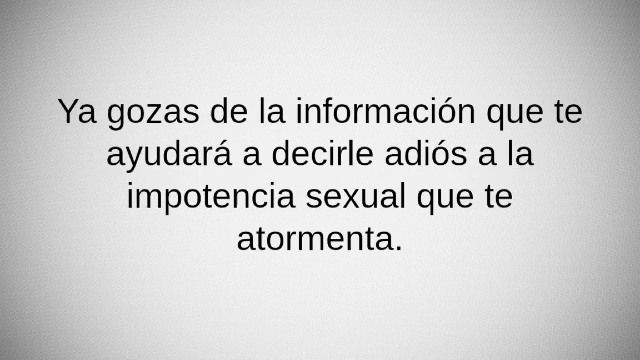 Ya gozas de la información que te
ayudará a decirle adiós a la
impotencia sexual que te
atormenta.